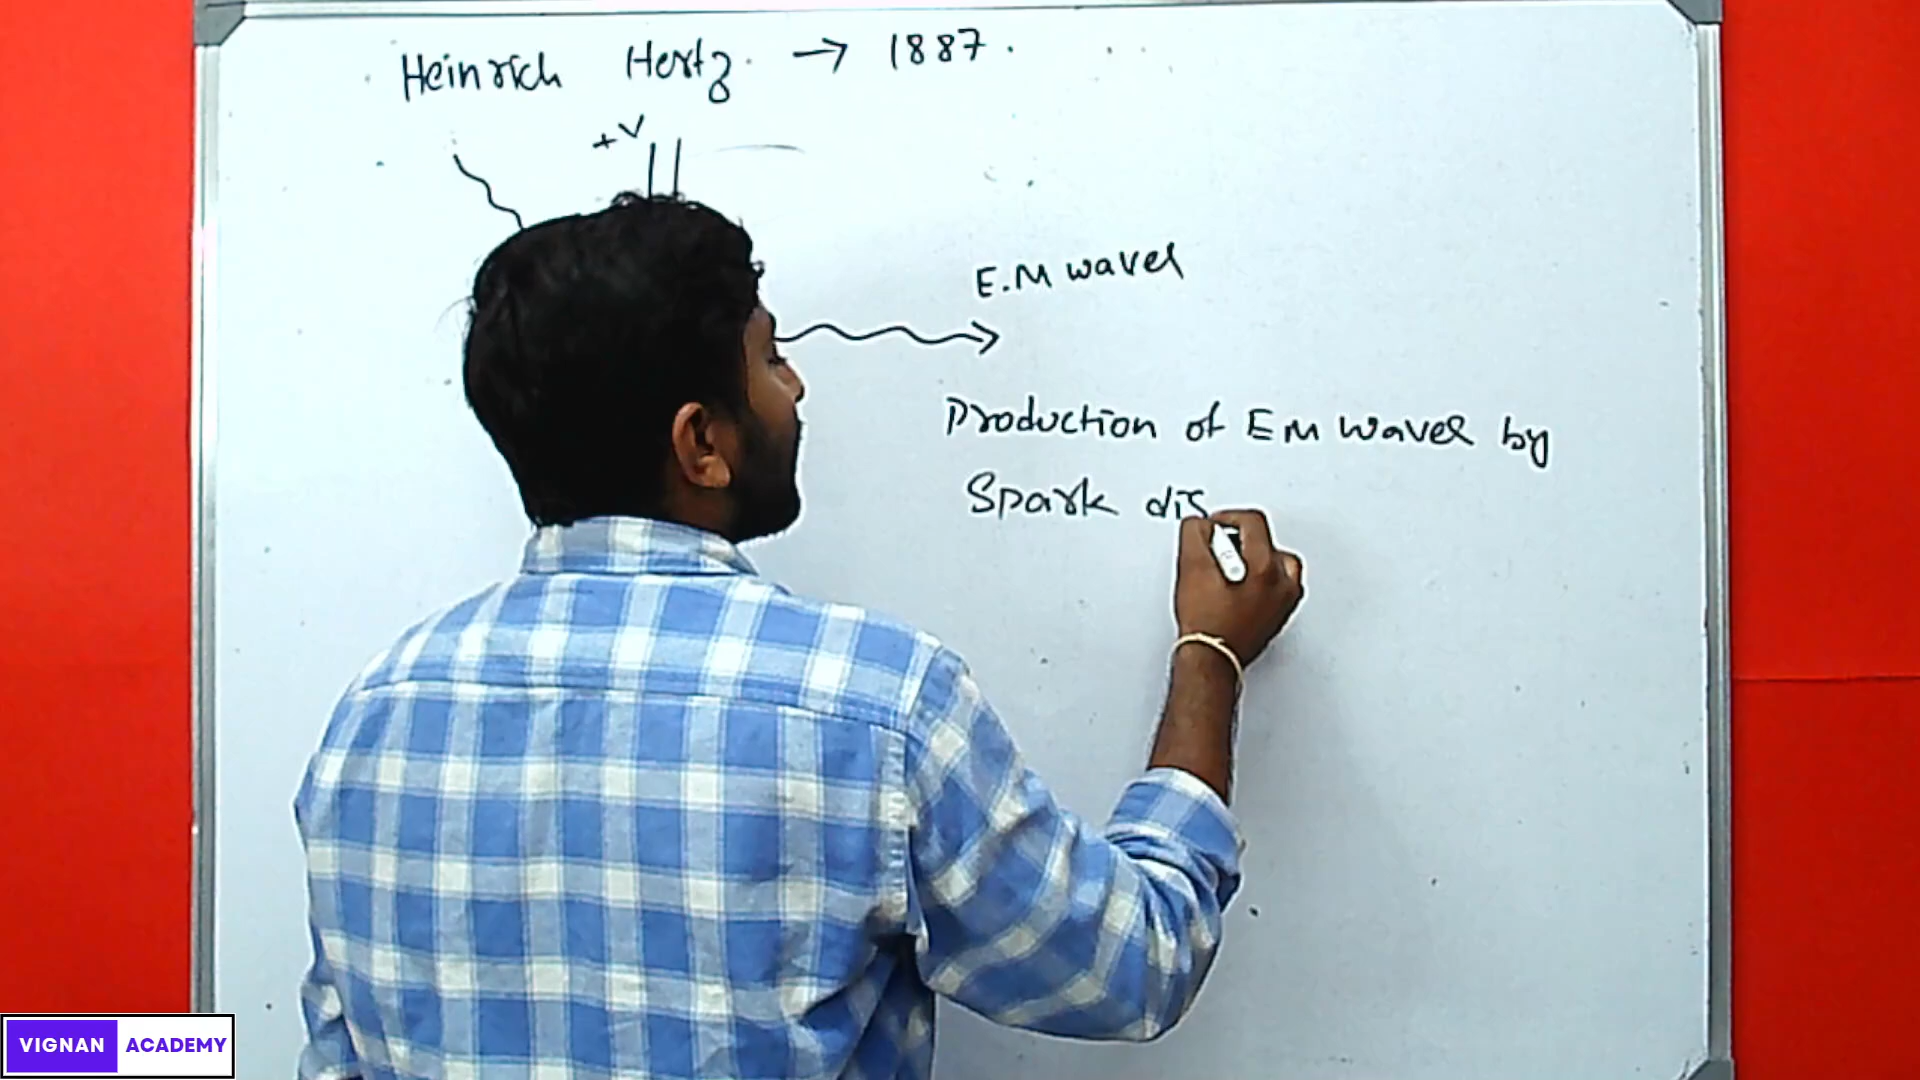 Heinrich Hertz. → 1887.
+V
E.M waves
Production of EM waves by
Spark dis
VIGNAN ACADEMY